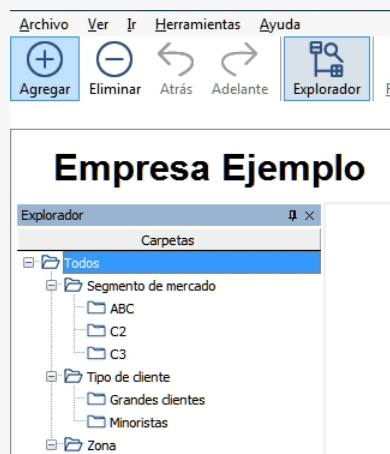 Archivo Ver Ir Herramientas Ayuda
Agregar Eliminar Atrás Adelante Explorador
Empresa Ejemplo
Explorador
Carpetas
Todos
Segmento de mercado
ABC
C2
C3
Tipo de cliente
Grandes clientes
Minoristas
Zona